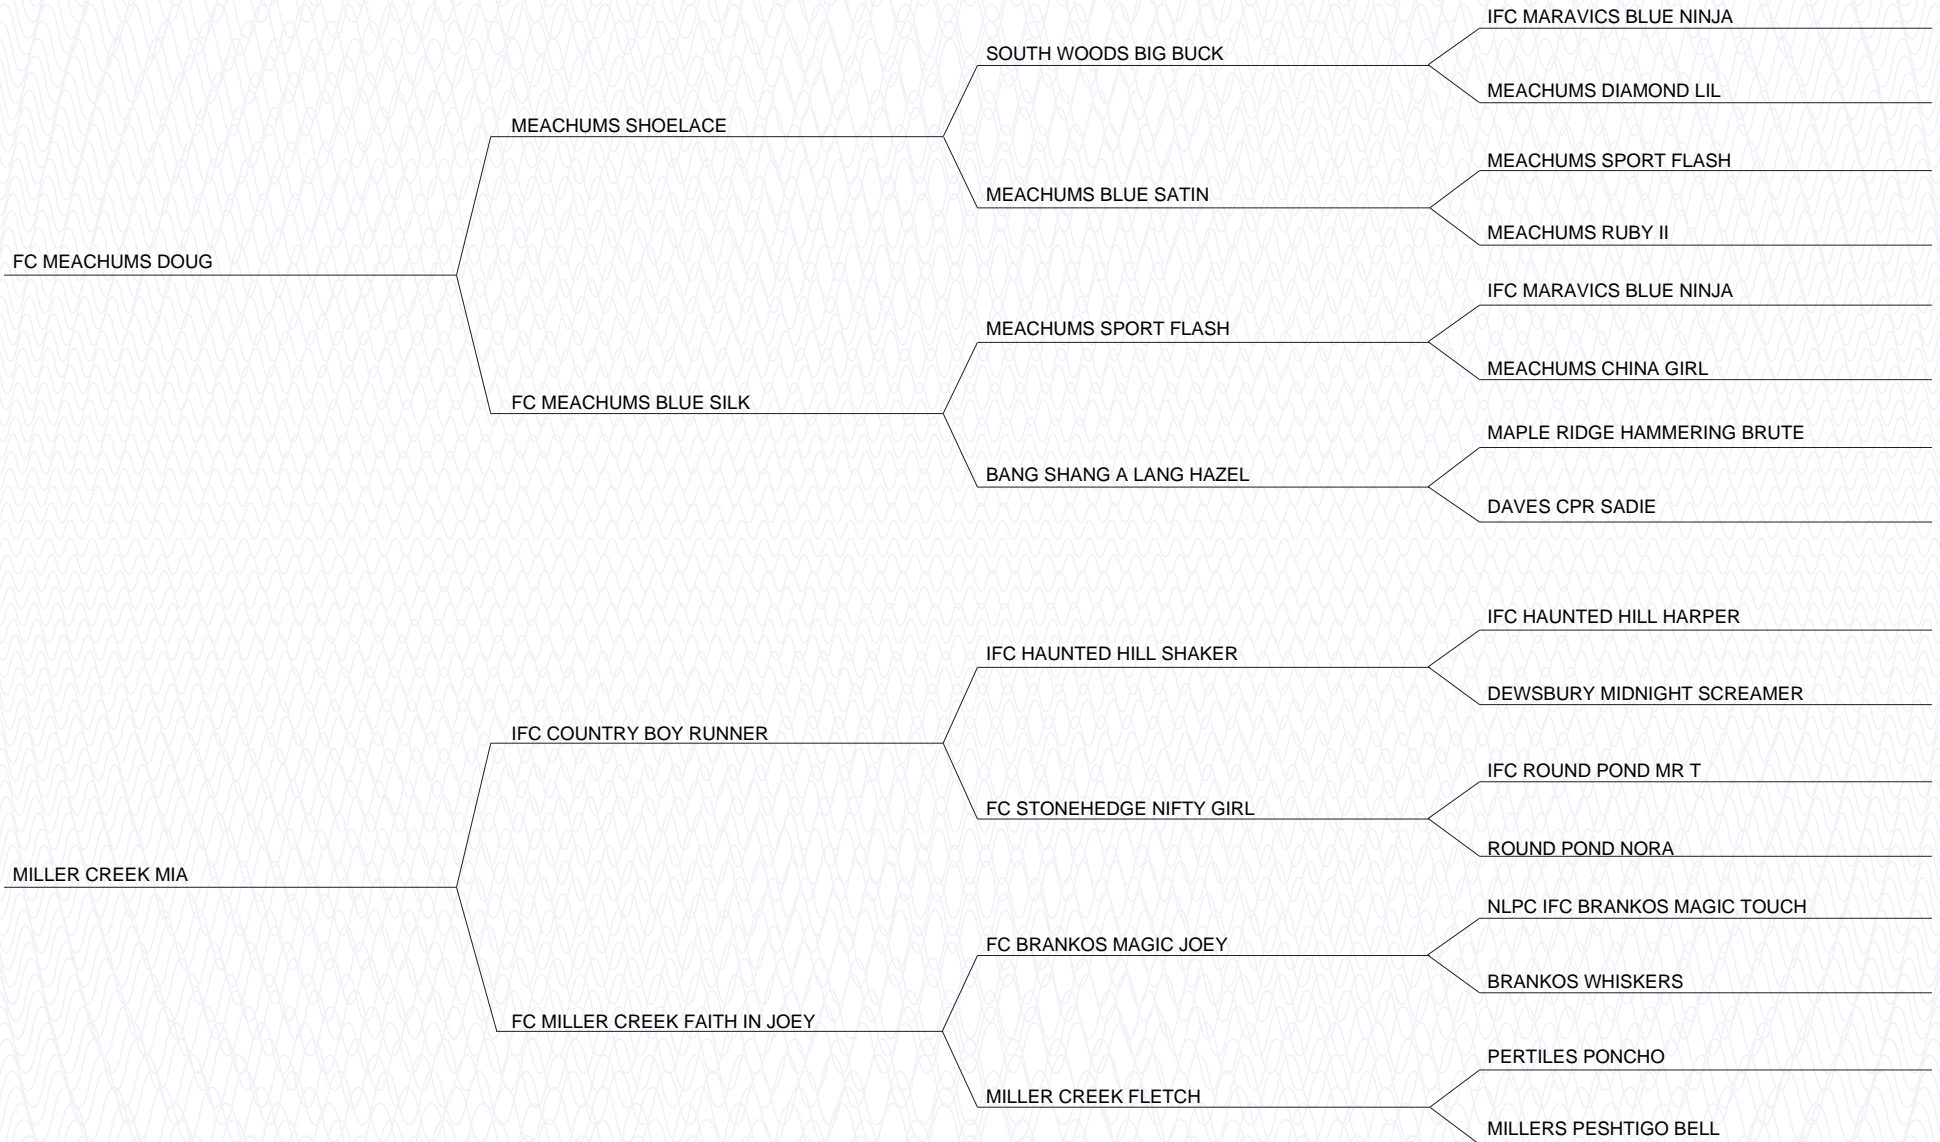 IFC MARAVICS BLUE NINJA
SOUTH WOODS BIG BUCK
MEACHUMS DIAMOND LIL
MEACHUMS SHOELACE
MEACHUMS SPORT FLASH
MEACHUMS BLUE SATIN
MEACHUMS RUBY II
FC MEACHUMS DOUG
IFC MARAVICS BLUE NINJA
MEACHUMS SPORT FLASH
MEACHUMS CHINA GIRL
FC MEACHUMS BLUE SILK
MAPLE RIDGE HAMMERING BRUTE
BANG SHANG A LANG HAZEL
DAVES CPR SADIE
IFC HAUNTED HILL HARPER
IFC HAUNTED HILL SHAKER
DEWSBURY MIDNIGHT SCREAMER
IFC COUNTRY BOY RUNNER
IFC ROUND POND MR T
FC STONEHEDGE NIFTY GIRL
ROUND POND NORA
MILLER CREEK MIA
NLPC IFC BRANKOS MAGIC TOUCH
FC BRANKOS MAGIC JOEY
BRANKOS WHISKERS
FC MILLER CREEK FAITH IN JOEY
PERTILES PONCHO
MILLER CREEK FLETCH
MILLERS PESHTIGO BELL